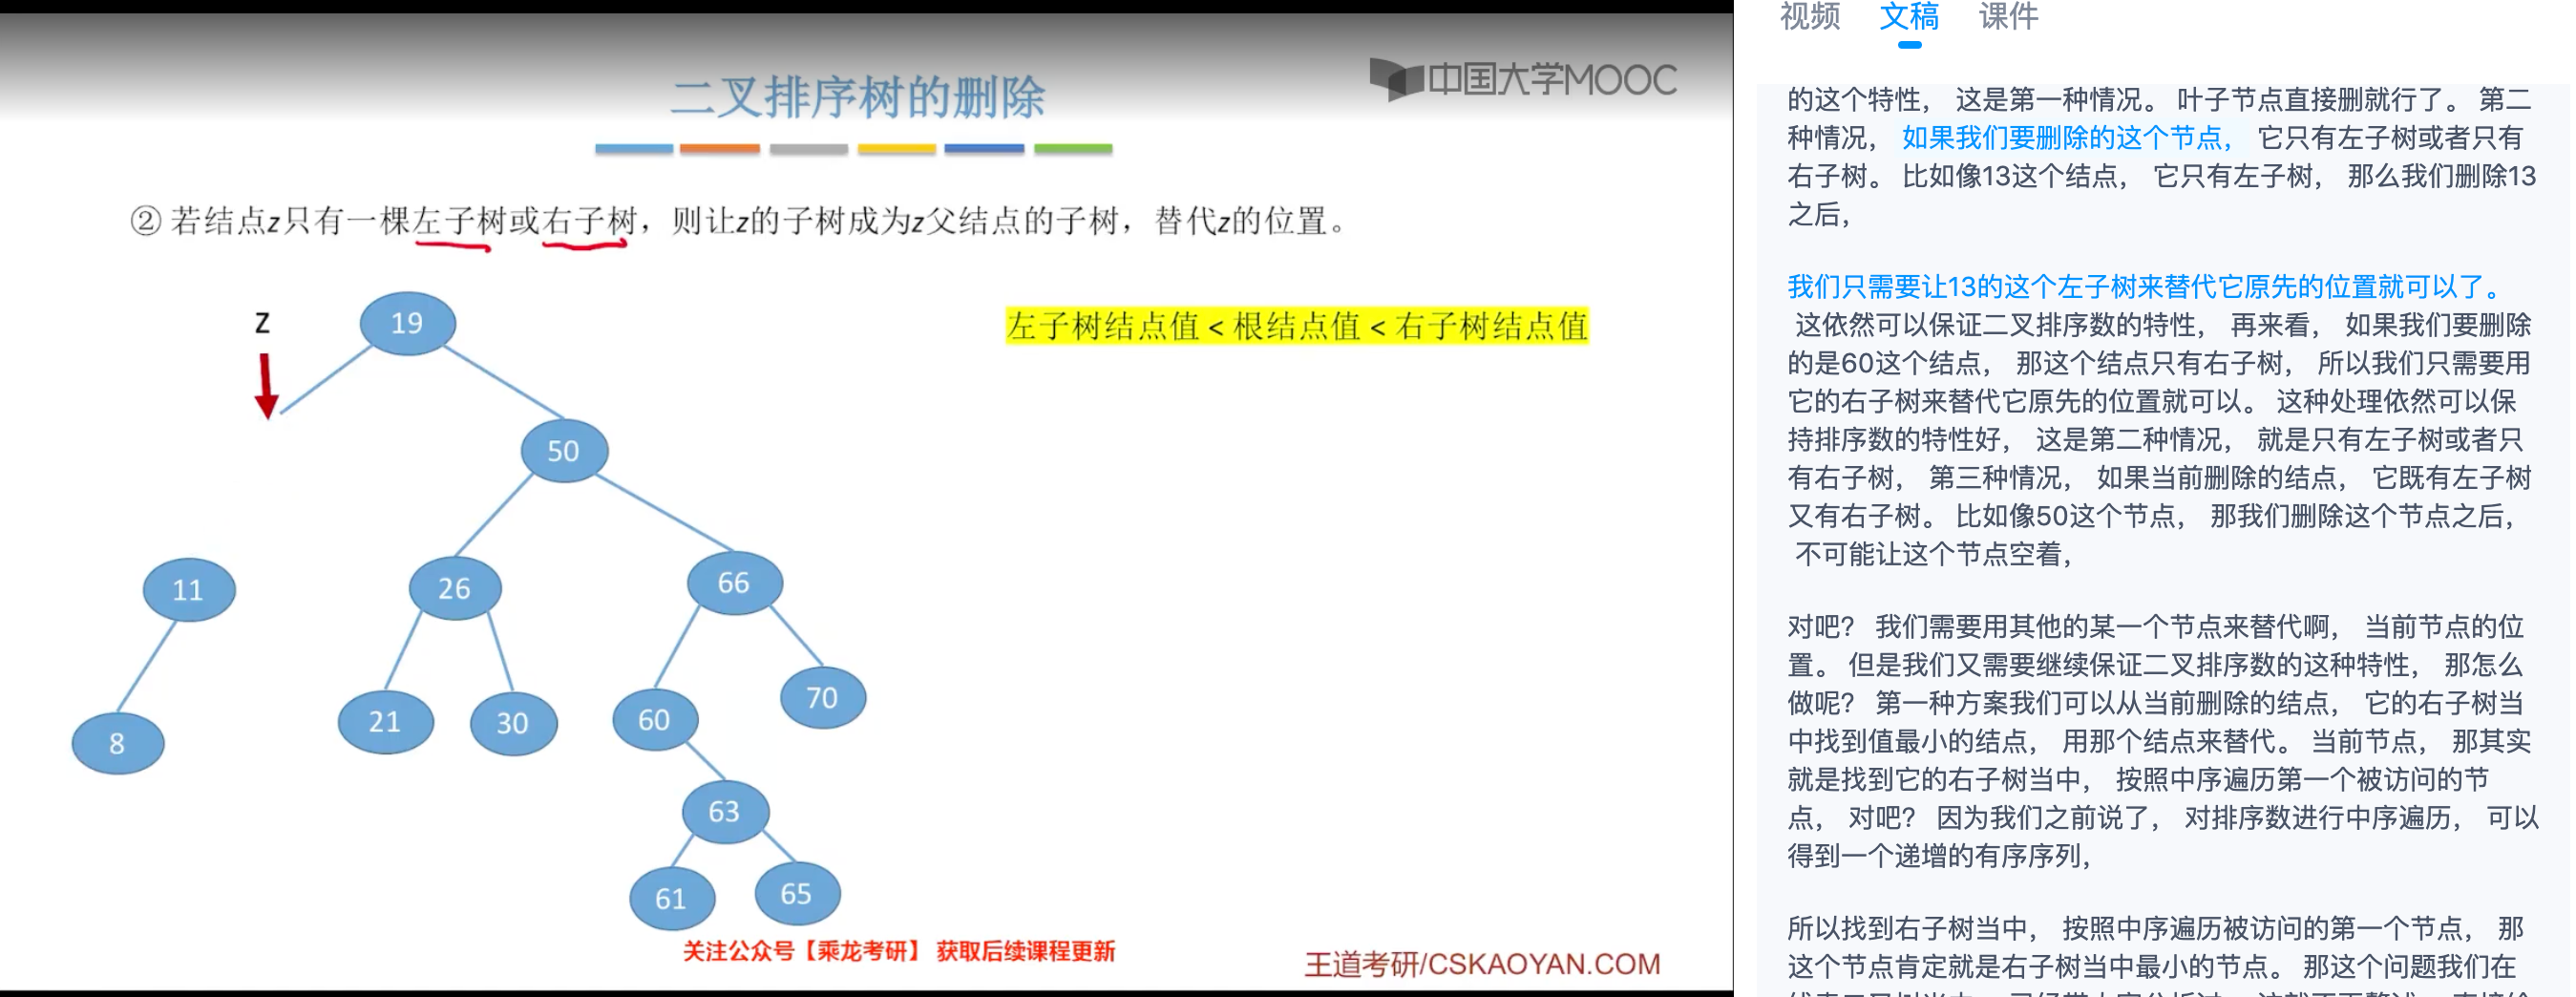 二叉排序树的删除
中国大学MOOC
② 若结点z只有一棵左子树或右子树，则让z的子树成为z父结点的子树，替代z的位置。
左子树结点值 < 根结点值 < 右子树结点值
z
19
50
11
26
66
8
21
30
60
70
63
61
65
关注公众号【乘龙考研】 获取后续课程更新
王道考研/CSKAOYAN.COM
视频 文稿 课件
的这个特性， 这是第一种情况。 叶子节点直接删就行了。 第二
种情况， 如果我们要删除的这个节点， 它只有左子树或者只有
右子树。 比如像13这个结点， 它只有左子树， 那么我们删除13
之后，
我们只需要让13的这个左子树来替代它原先的位置就可以了。
这依然可以保证二叉排序数的特性， 再来看， 如果我们要删除
的是60这个结点， 那这个结点只有右子树， 所以我们只需要用
它的右子树来替代它原先的位置就可以。 这种处理依然可以保
持排序数的特性好， 这是第二种情况， 就是只有左子树或者只
有右子树， 第三种情况， 如果当前删除的结点， 它既有左子树
又有右子树。 比如像50这个节点， 那我们删除这个节点之后，
不可能让这个节点空着，
对吧？ 我们需要用其他的某一个节点来替代啊， 当前节点的位
置。 但是我们又需要继续保证二叉排序数的这种特性， 那怎么
做呢？ 第一种方案我们可以从当前删除的结点， 它的右子树当
中找到值最小的结点， 用那个结点来替代。 当前节点， 那其实
就是找到它的右子树当中， 按照中序遍历第一个被访问的节
点， 对吧？ 因为我们之前说了， 对排序数进行中序遍历， 可以
得到一个递增的有序序列，
所以找到右子树当中， 按照中序遍历被访问的第一个节点， 那
这个节点肯定就是右子树当中最小的节点。 那这个问题我们在